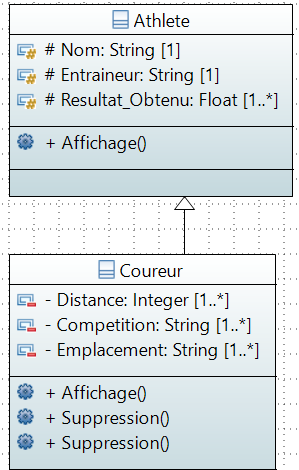 Athlete
# Nom: String [1]
# Entraineur: String [1]
# Resultat_Obtenu: Float [1..*]
+ Affichage()
Coureur
- Distance: Integer [1..*]
- Competition: String [1..*]
- Emplacement: String [1..*]
+ Affichage()
+ Suppression()
+ Suppression()